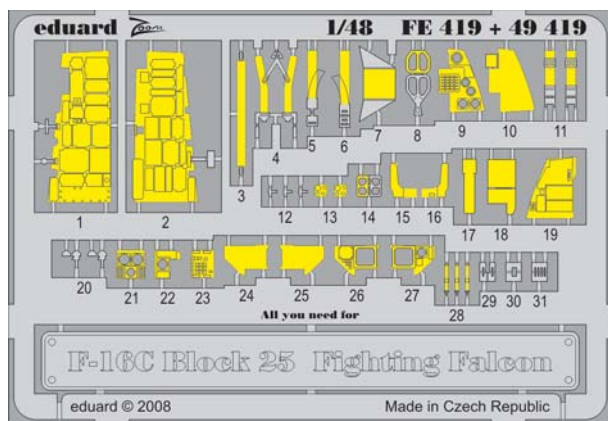 eduard Zoom 1/48 FE 419 + 49 419
1 2 3 4 5 6 7 8 9 10 11
12 13 14 15 16 17 18 19
20 21 22 23 24 25 26 27 28 29 30 31
All you need for
F-16C Block 25 Fighting Falcon
eduard © 2008 Made in Czech Republic